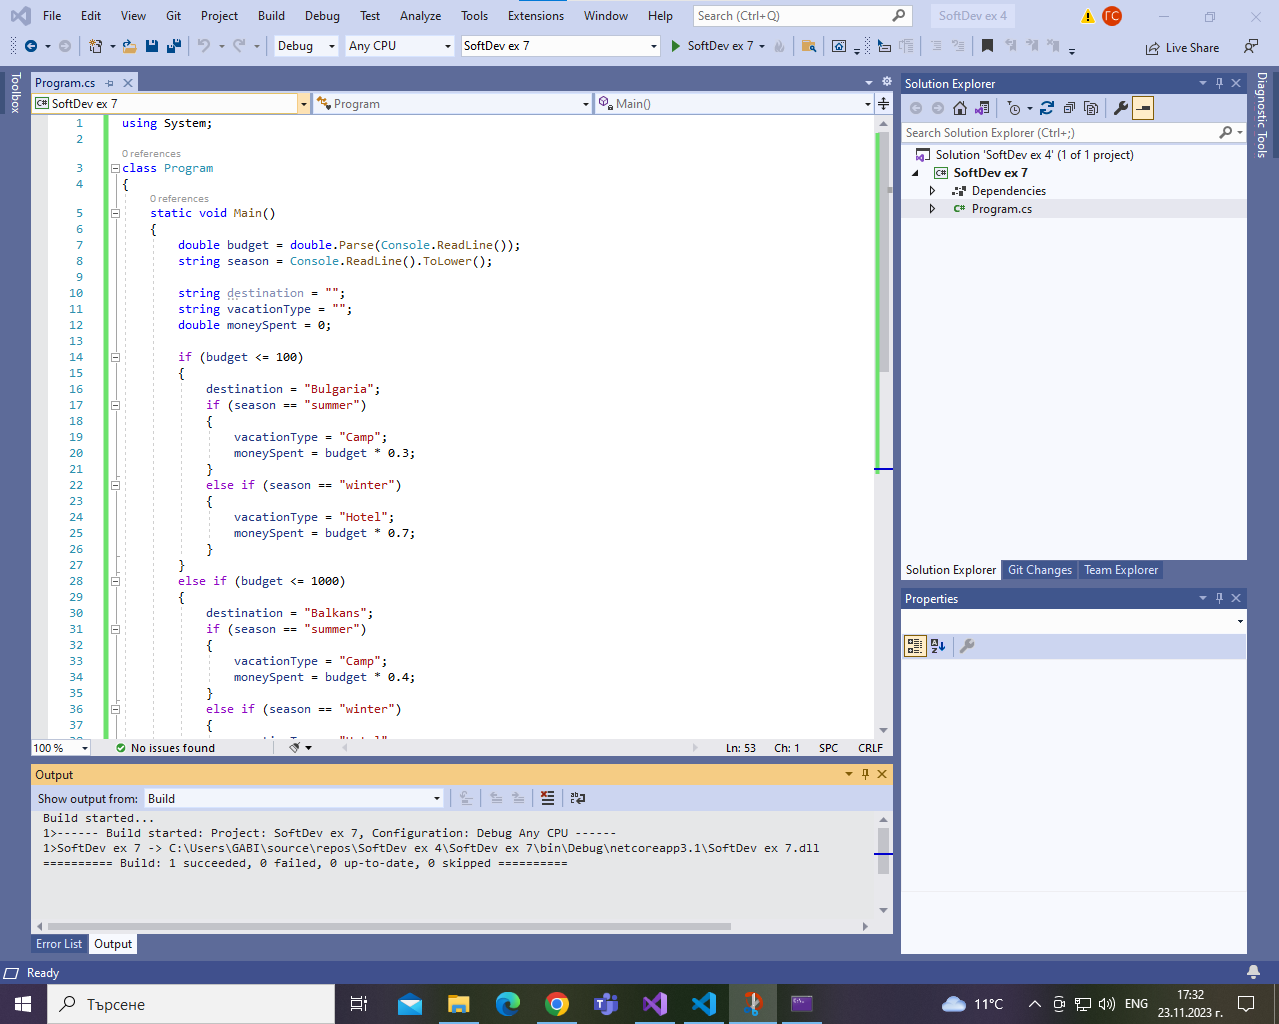 File Edit View Git Project Build Debug Test Analyze Tools Extensions Window Help Search (Ctrl+Q) SoftDev ex 4 ГС
Debug Any CPU SoftDev ex 7 SoftDev ex 7 Live Share
Toolbox
Program.cs
SoftDev ex 7 Program Main()
1 using System;
2
0 references
3 class Program
4 {
0 references
5 static void Main()
6 {
7 double budget = double.Parse(Console.ReadLine());
8 string season = Console.ReadLine().ToLower();
9
10 string destination = "";
11 string vacationType = "";
12 double moneySpent = 0;
13
14 if (budget <= 100)
15 {
16 destination = "Bulgaria";
17 if (season == "summer")
18 {
19 vacationType = "Camp";
20 moneySpent = budget * 0.3;
21 }
22 else if (season == "winter")
23 {
24 vacationType = "Hotel";
25 moneySpent = budget * 0.7;
26 }
27 }
28 else if (budget <= 1000)
29 {
30 destination = "Balkans";
31 if (season == "summer")
32 {
33 vacationType = "Camp";
34 moneySpent = budget * 0.4;
35 }
36 else if (season == "winter")
37 {
100 % No issues found Ln: 53 Ch: 1 SPC CRLF
Output
Show output from: Build
Build started...
1>------ Build started: Project: SoftDev ex 7, Configuration: Debug Any CPU ------
1>SoftDev ex 7 -> C:\Users\GABI\source\repos\SoftDev ex 4\SoftDev ex 7\bin\Debug\netcoreapp3.1\SoftDev ex 7.dll
========== Build: 1 succeeded, 0 failed, 0 up-to-date, 0 skipped ==========
Error List Output
Solution Explorer
Search Solution Explorer (Ctrl+;)
Solution 'SoftDev ex 4' (1 of 1 project)
SoftDev ex 7
Dependencies
Program.cs
Solution Explorer Git Changes Team Explorer
Properties
Diagnostic Tools
Ready
Търсене
11°C ENG
17:32
23.11.2023 г.